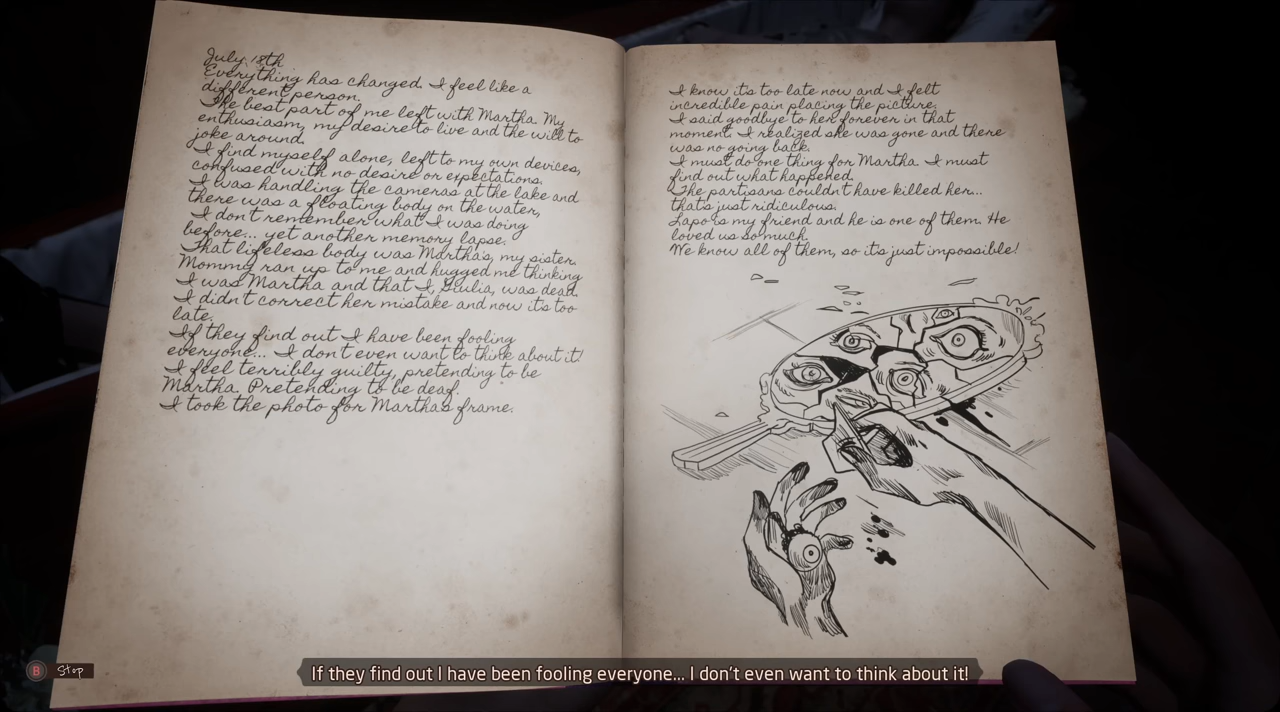 July 18th
Everything has changed. I feel like a
different person.
The best part of me left with Martha. My
enthusiasm, my desire to live and the will to
joke around.
I find myself alone, left to my own devices,
confused with no desire or expectations.
I was handling the cameras at the lake and
there was a floating body on the water,
I don't remember what I was doing
before... yet another memory lapse.
That lifeless body was Martha's, my sister.
Mommy ran up to me and hugged me thinking
I was Martha and that I, Giulia, was dead.
I didn't correct her mistake and now it's too
late.
If they find out I have been fooling
everyone... I don't even want to think about it!
I feel terribly guilty, pretending to be
Martha. Pretending to be deaf.
I took the photo for Martha's frame.
I know it's too late now and I felt
incredible pain placing the picture.
I said goodbye to her forever in that
moment. I realized she was gone and there
was no going back.
I must do one thing for Martha. I must
find out what happened.
The partisans couldn't have killed her...
that's just ridiculous.
Lapo is my friend and he is one of them. He
loved us so much.
We know all of them, so it's just impossible!
B Stop
If they find out I have been fooling everyone... I don't even want to think about it!